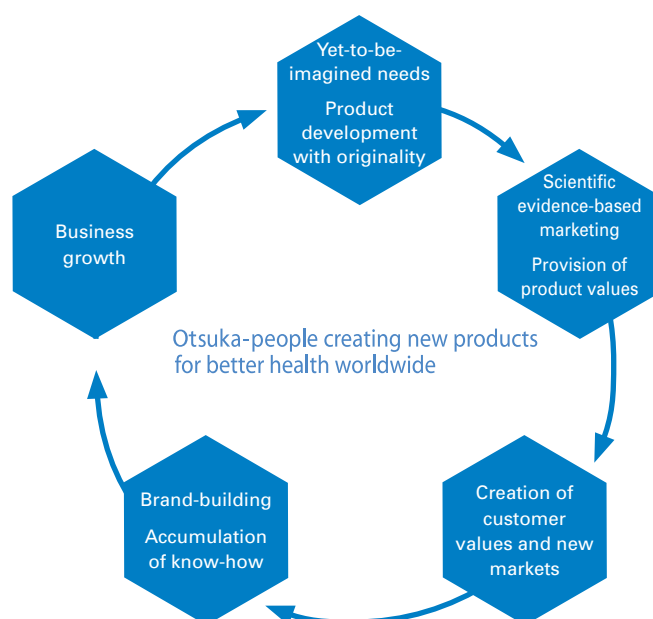 Yet-to-be-
imagined needs
Product
development
with originality
Scientific
evidence-based
marketing
Provision of
product values
Business
growth
Otsuka-people creating new products
for better health worldwide
Creation of
customer
values and new
markets
Brand-building
Accumulation
of know-how